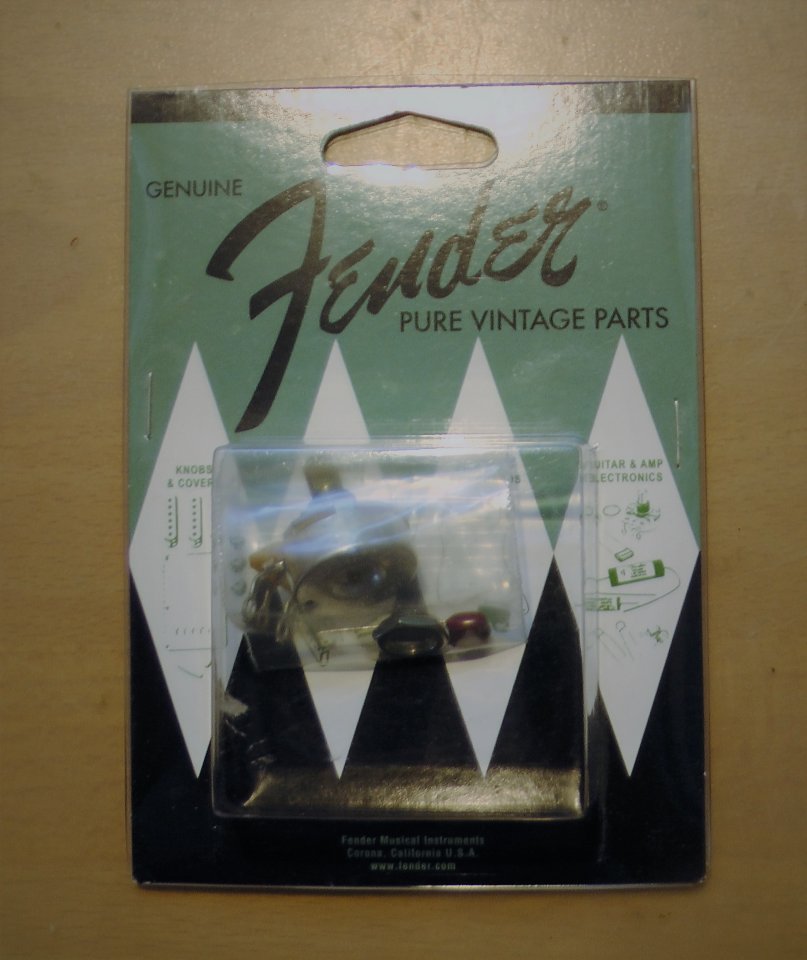 GENUINE
Fender®
PURE VINTAGE PARTS
KNOBS
& COVER
GUITAR & AMP
ELECTRONICS
Fender Musical Instruments
Corona, California U.S.A.
www.fender.com